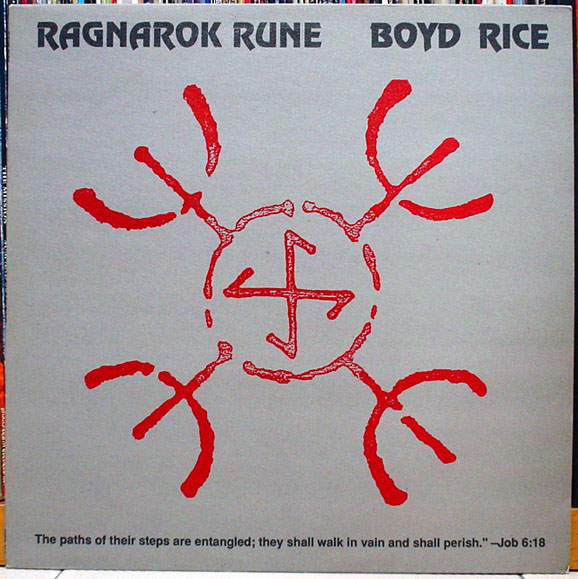 RAGNAROK RUNE BOYD RICE
The paths of their steps are entangled; they shall walk in vain and shall perish." –Job 6:18